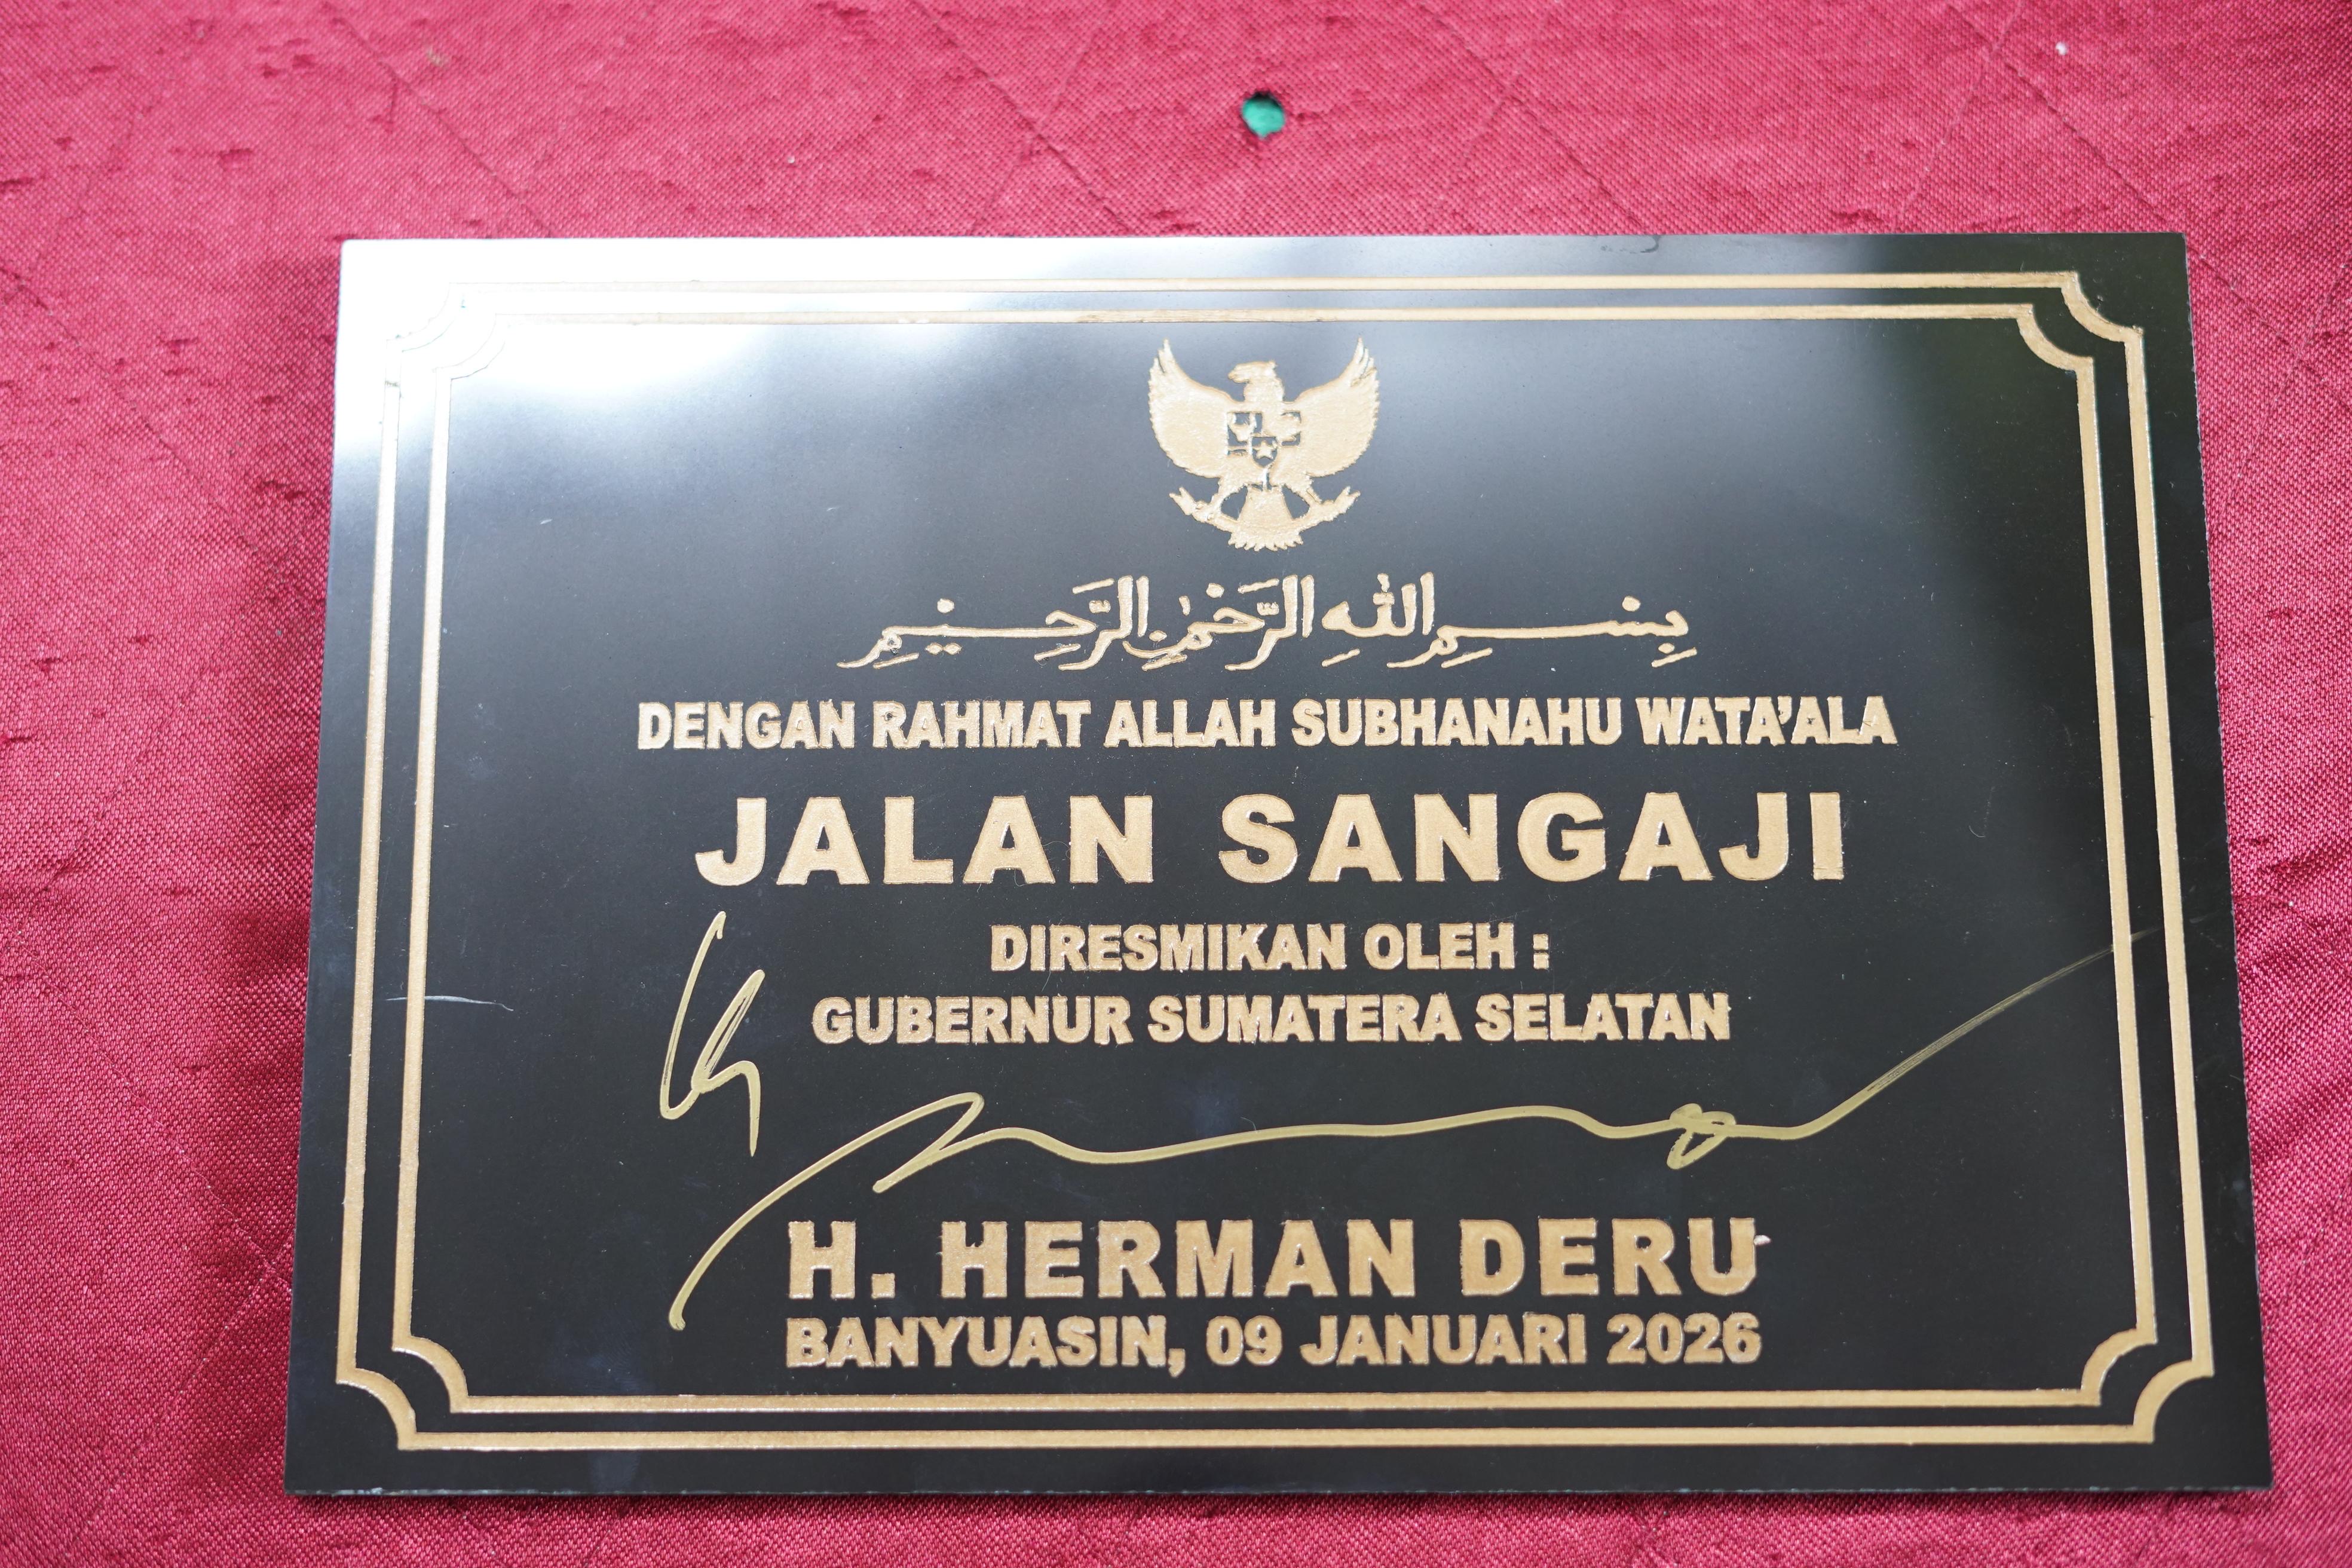 بِسْمِ اللهِ الرَّحْمٰنِ الرَّحِيْمِ
DENGAN RAHMAT ALLAH SUBHANAHU WATA'ALA
JALAN SANGAJI
DIRESMIKAN OLEH :
GUBERNUR SUMATERA SELATAN
H. HERMAN DERU
BANYUASIN, 09 JANUARI 2026